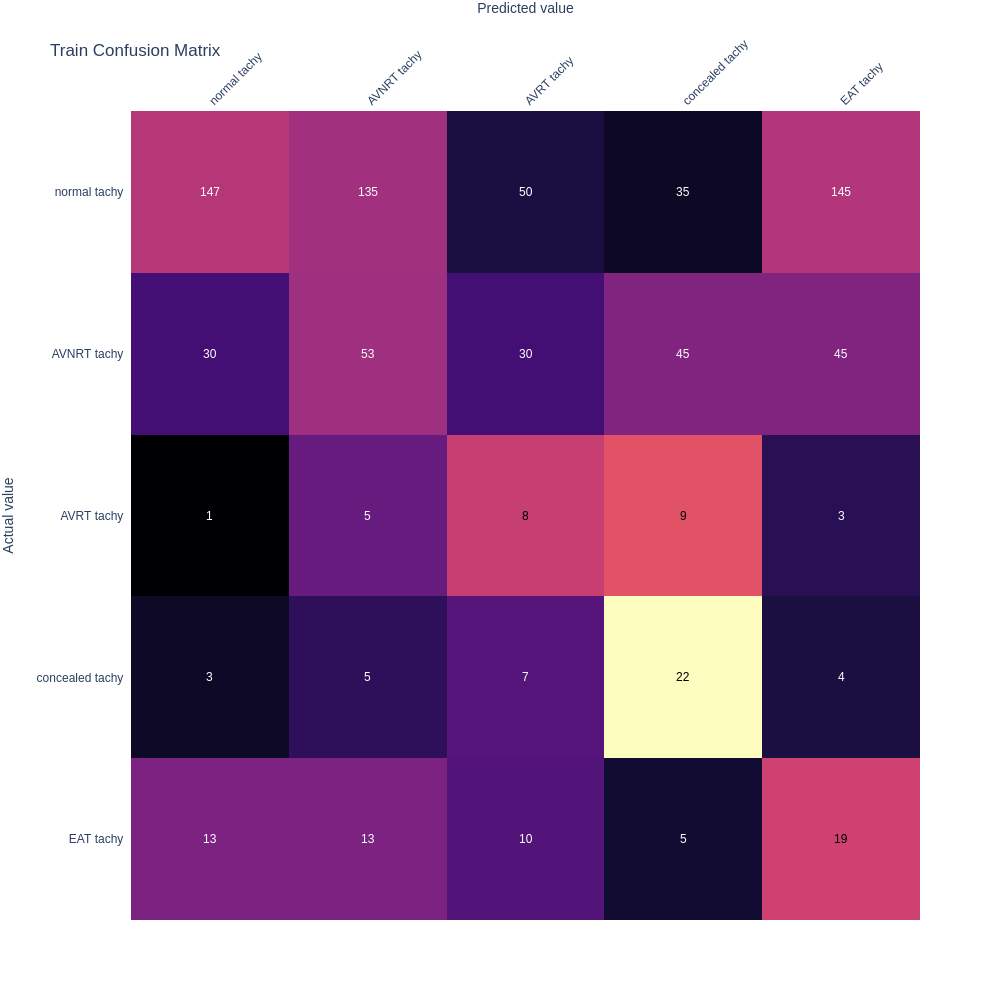 Predicted value
Train Confusion Matrix
normal tachy AVNRT tachy AVRT tachy concealed tachy EAT tachy
normal tachy 147 135 50 35 145
AVNRT tachy 30 53 30 45 45
AVRT tachy 1 5 8 9 3
Actual value
concealed tachy 3 5 7 22 4
EAT tachy 13 13 10 5 19